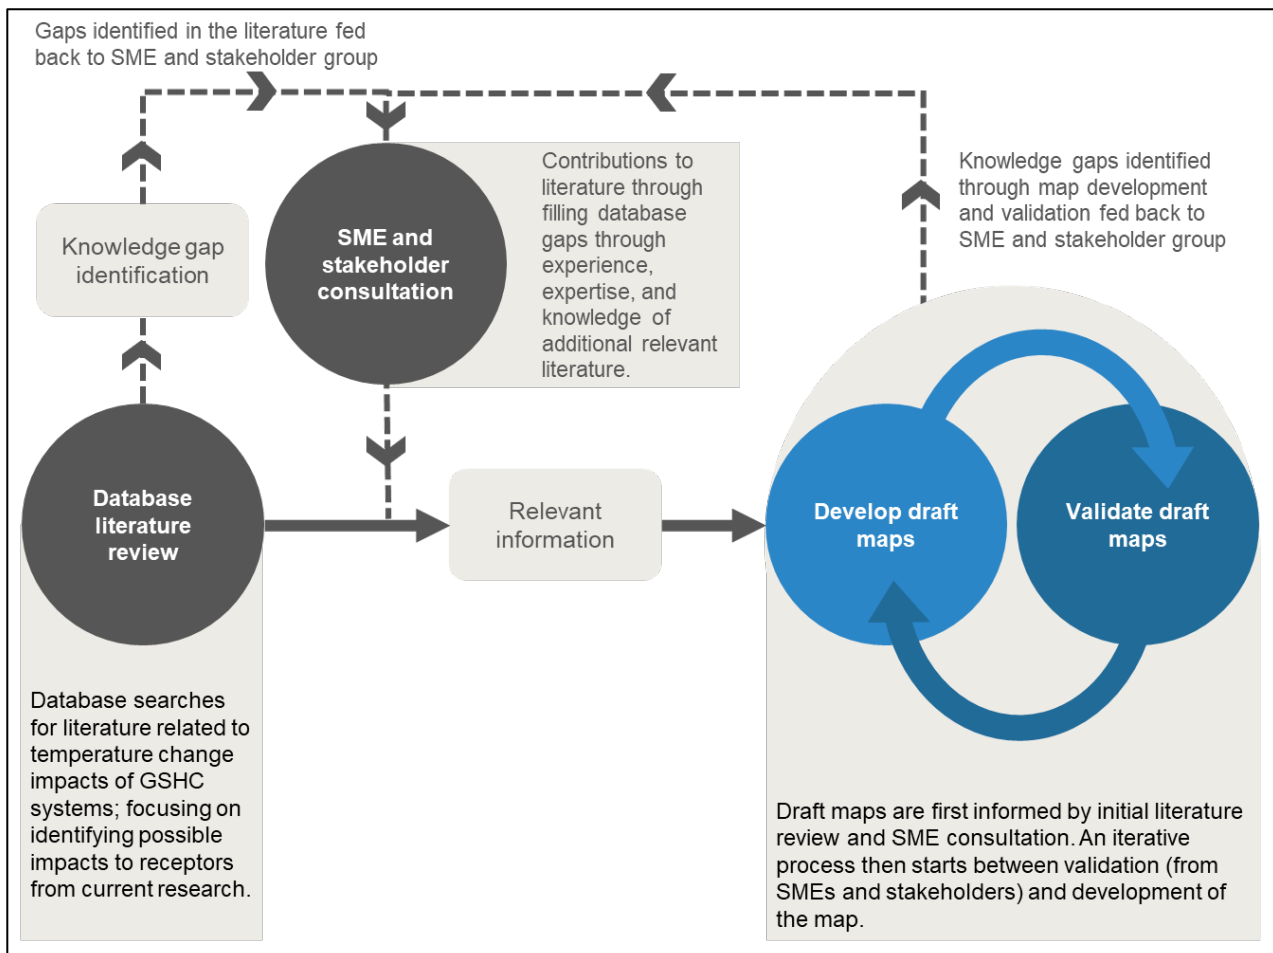 Gaps identified in the literature fed
back to SME and stakeholder group
Knowledge gap
identification
SME and
stakeholder
consultation
Contributions to
literature through
filling database
gaps through
experience,
expertise, and
knowledge of
additional relevant
literature.
Knowledge gaps identified
through map development
and validation fed back to
SME and stakeholder group
Database
literature
review
Relevant
information
Develop draft
maps
Validate draft
maps
Database searches
for literature related to
temperature change
impacts of GSHC
systems; focusing on
identifying possible
impacts to receptors
from current research.
Draft maps are first informed by initial literature
review and SME consultation. An iterative
process then starts between validation (from
SMEs and stakeholders) and development of
the map.